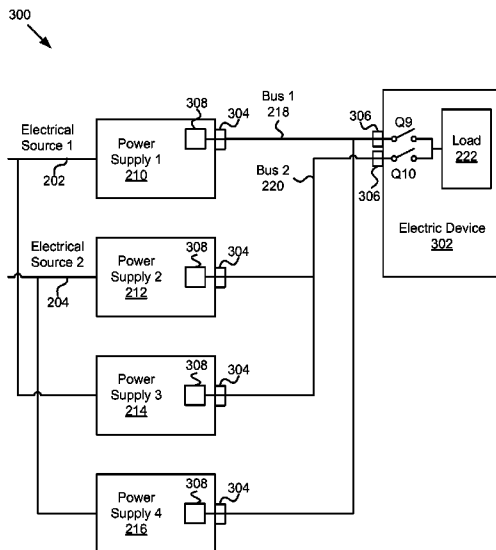 300
308
304
Bus 1
218
306
Q9
Electrical
Source 1
202
Power
Supply 1
210
Load
222
Bus 2
220
Q10
306
Electric Device
302
Electrical
Source 2
204
308
304
Power
Supply 2
212
308
304
Power
Supply 3
214
308
304
Power
Supply 4
216